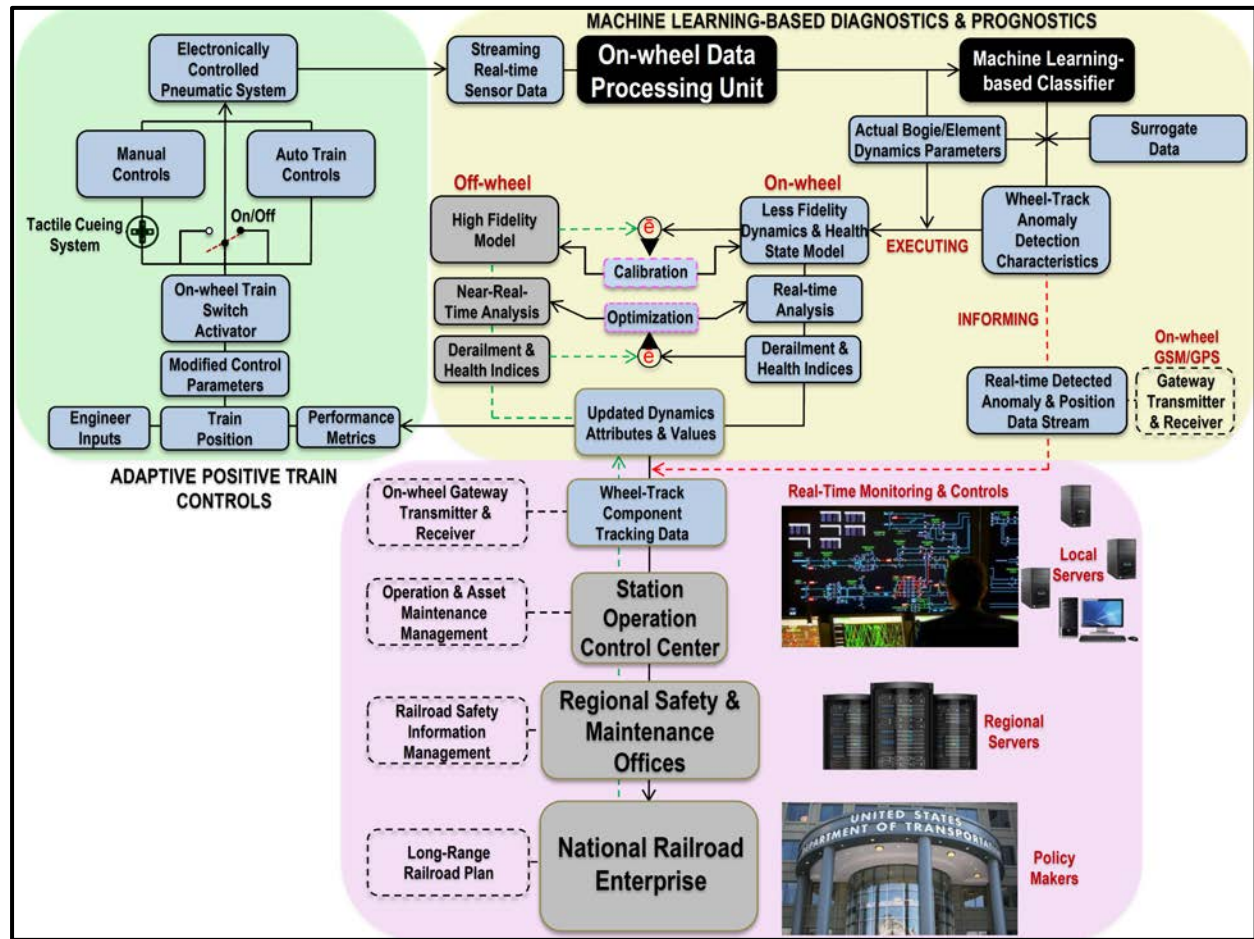 MACHINE LEARNING-BASED DIAGNOSTICS & PROGNOSTICS
Electronically
Controlled
Pneumatic System
Manual
Controls
Auto Train
Controls
Tactile Cueing
System
On/Off
On-wheel Train
Switch
Activator
Modified Control
Parameters
Engineer
Inputs
Train
Position
Performance
Metrics
ADAPTIVE POSITIVE TRAIN
CONTROLS
Streaming
Real-time
Sensor Data
On-wheel Data
Processing Unit
Machine Learning-
based Classifier
Actual Bogie/Element
Dynamics Parameters
Surrogate
Data
Off-wheel
On-wheel
High Fidelity
Model
ē
Less Fidelity
Dynamics & Health
State Model
EXECUTING
Wheel-Track
Anomaly
Detection
Characteristics
Calibration
Near-Real-
Time Analysis
Optimization
Real-time
Analysis
INFORMING
Derailment &
Health Indices
ē
Derailment &
Health Indices
On-wheel
GSM/GPS
Real-time Detected
Anomaly & Position
Data Stream
Gateway
Transmitter
& Receiver
Updated Dynamics
Attributes & Values
On-wheel Gateway
Transmitter &
Receiver
Wheel-Track
Component
Tracking Data
Real-Time Monitoring & Controls
Local
Servers
Operation & Asset
Maintenance
Management
Station
Operation
Control Center
Railroad Safety
Information
Management
Regional Safety &
Maintenance
Offices
Regional
Servers
Long-Range
Railroad Plan
National Railroad
Enterprise
UNITED STATES
DEPARTMENT OF TRANSPORTATIO
Policy
Makers